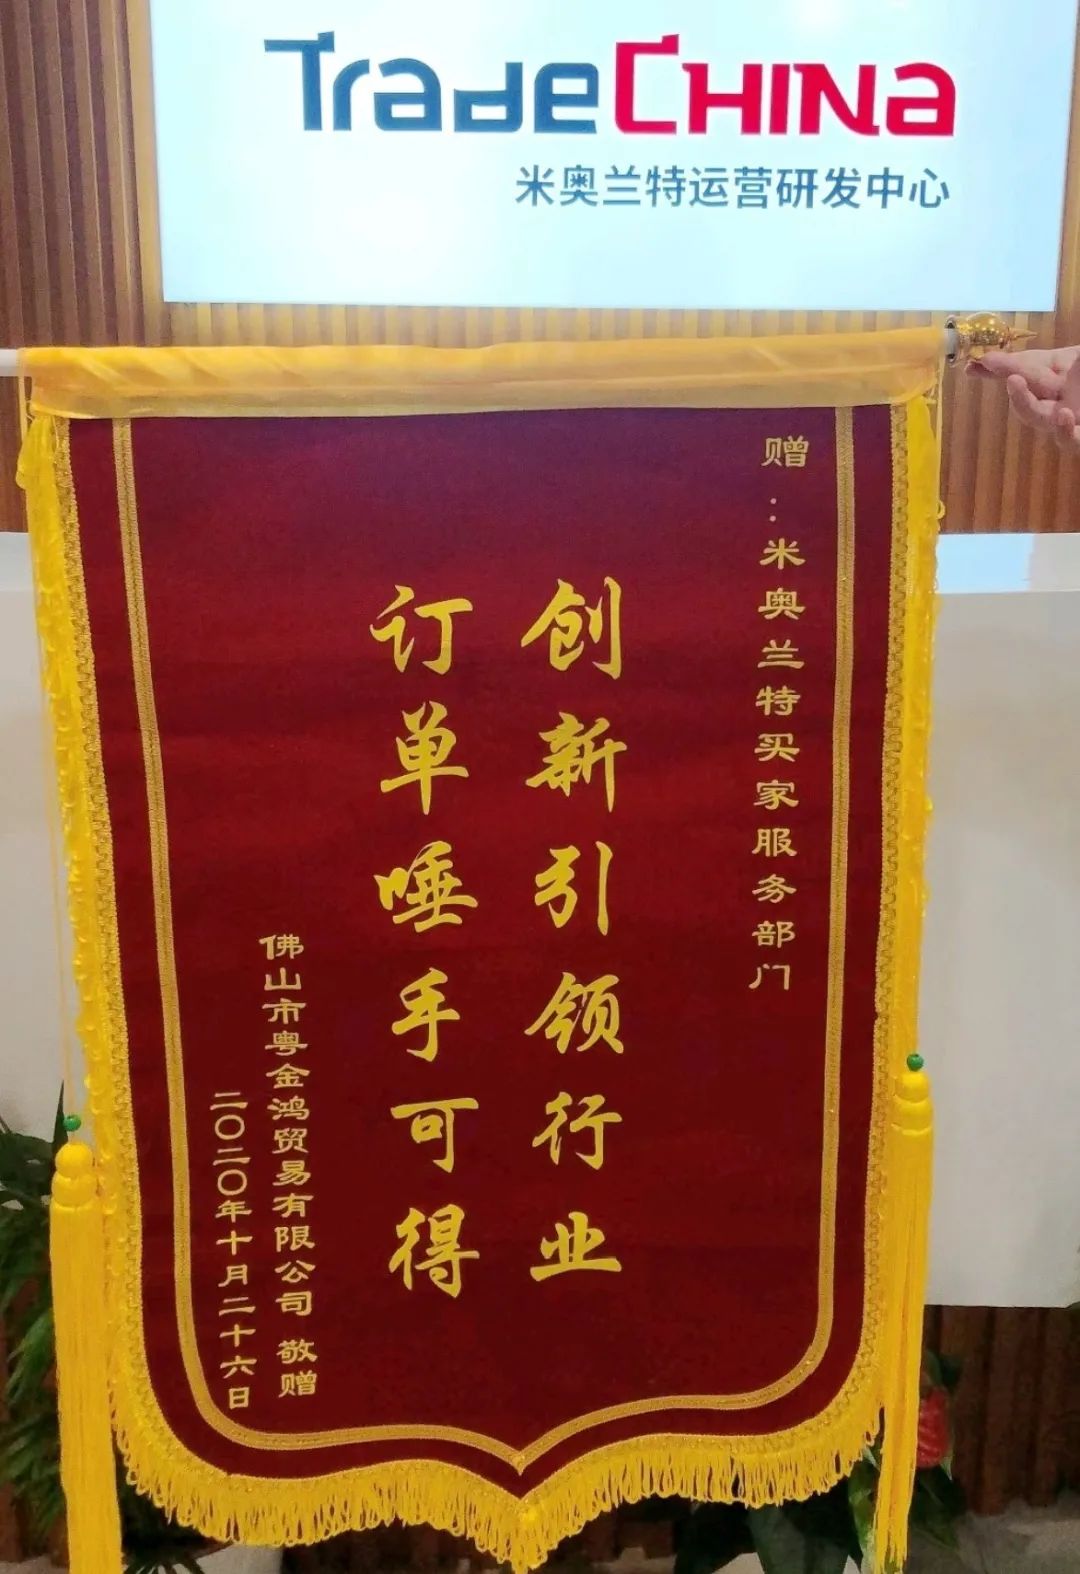 TradeCHINA
米奥兰特运营研发中心
赠：米奥兰特买家服务部门
创新引领行业
订单唾手可得
佛山市粤金鸿贸易有限公司 敬赠
二〇二〇年十月二十六日